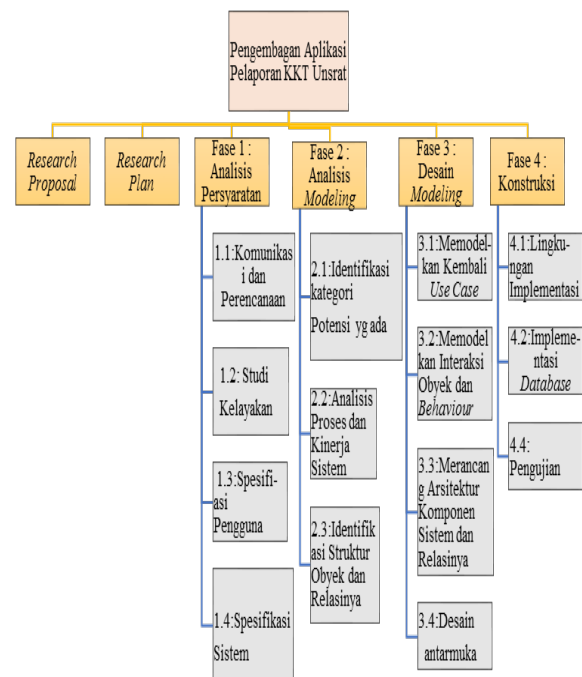 Pengembagan Aplikasi
Pelaporan KKT Unsrat
Research
Proposal
Research
Plan
Fase 1 :
Analisis
Persyaratan
Fase 2 :
Analisis
Modeling
Fase 3 :
Desain
Modeling
Fase 4 :
Konstruksi
1.1:Komunikas
i dan
Perencanaan
1.2: Studi
Kelayakan
1.3:Spesifi-
asi
Pengguna
1.4:Spesifikasi
Sistem
2.1:Identifikasi
kategori
Potensi yg ada
2.2:Analisis
Proses dan
Kinerja
Sistem
2.3:Identifik
asi Struktur
Obyek dan
Relasinya
3.1:Memodel-
kan Kembali
Use Case
3.2:Memodel
kan Interaksi
Obyek dan
Behaviour
3.3:Merancan
g Arsitektur
Komponen
Sistem dan
Relasinya
3.4:Desain
antarmuka
4.1:Lingku-
ngan
Implementasi
4.2:Impleme-
ntasi
Database
4.4:
Pengujian